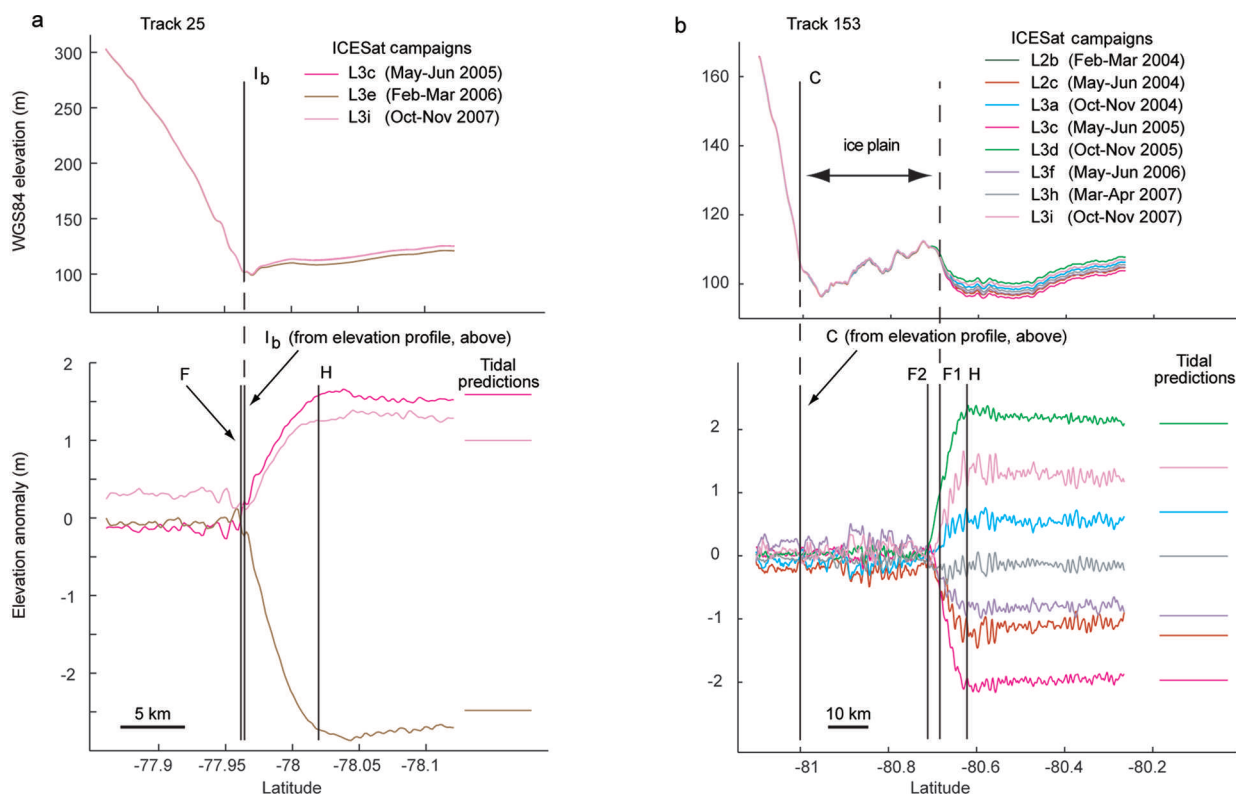 a
Track 25
ICESat campaigns
L3c (May-Jun 2005)
L3e (Feb-Mar 2006)
L3i (Oct-Nov 2007)
Ib
WGS84 elevation (m)
300
250
200
150
100
Ib (from elevation profile, above)
F
H
Tidal
predictions
Elevation anomaly (m)
2
1
0
-1
-2
5 km
-77.9
-77.95
-78
-78.05
-78.1
Latitude
b
Track 153
ICESat campaigns
L2b (Feb-Mar 2004)
L2c (May-Jun 2004)
L3a (Oct-Nov 2004)
L3c (May-Jun 2005)
L3d (Oct-Nov 2005)
L3f (May-Jun 2006)
L3h (Mar-Apr 2007)
L3i (Oct-Nov 2007)
C
ice plain
160
140
120
100
C (from elevation profile, above)
F2
F1
H
Tidal
predictions
2
1
0
-1
-2
10 km
-81
-80.8
-80.6
-80.4
-80.2
Latitude